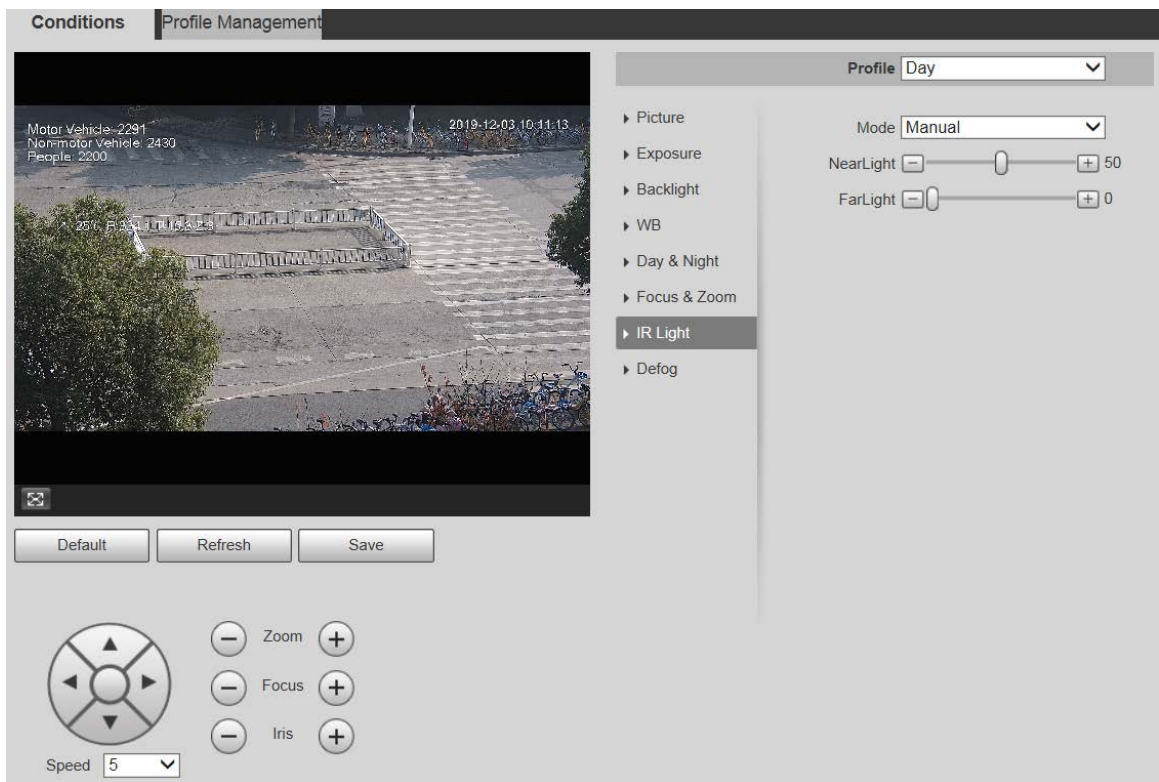 Conditions
Profile Management
Motor Vehicle: 2291
Non-motor Vehicle: 2430
People: 2200
2019-12-03 10:11:13
25℃
Default
Refresh
Save
Zoom
Focus
Iris
Speed 5
Profile Day
Picture
Exposure
Backlight
WB
Day & Night
Focus & Zoom
IR Light
Defog
Mode Manual
NearLight 50
FarLight 0